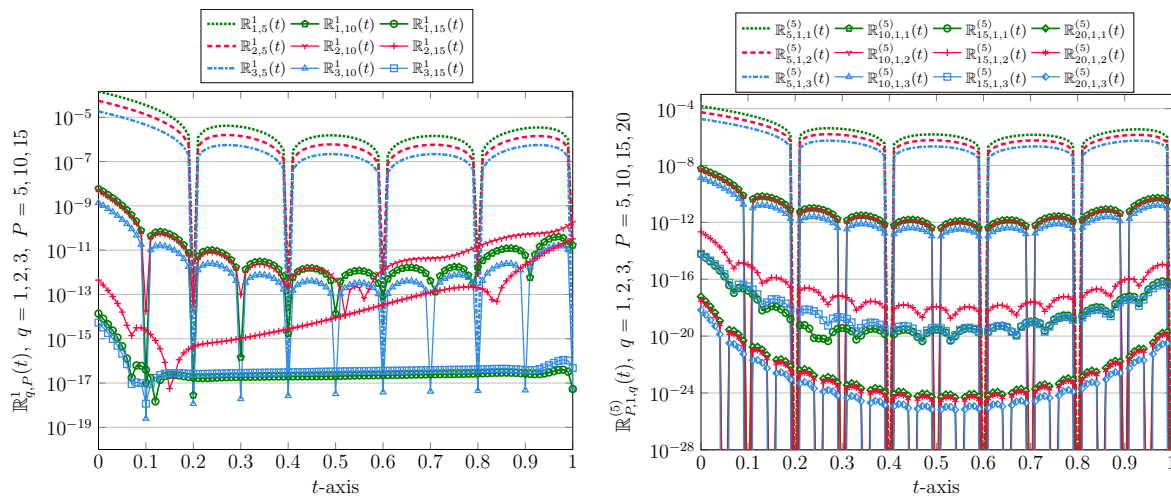 ℝ¹₁,₅(t) ℝ¹₁,₁₀(t) ℝ¹₁,₁₅(t)
ℝ¹₂,₅(t) ℝ¹₂,₁₀(t) ℝ¹₂,₁₅(t)
ℝ¹₃,₅(t) ℝ¹₃,₁₀(t) ℝ¹₃,₁₅(t)
10⁻⁵
10⁻⁷
10⁻⁹
10⁻¹¹
10⁻¹³
10⁻¹⁵
10⁻¹⁷
10⁻¹⁹
0 0.1 0.2 0.3 0.4 0.5 0.6 0.7 0.8 0.9 1
t-axis
ℝ¹_{q,P}(t), q = 1, 2, 3, P = 5, 10, 15
ℝ⁽⁵⁾₅,₁,₁(t) ℝ⁽⁵⁾₁₀,₁,₁(t) ℝ⁽⁵⁾₁₅,₁,₁(t) ℝ⁽⁵⁾₂₀,₁,₁(t)
ℝ⁽⁵⁾₅,₁,₂(t) ℝ⁽⁵⁾₁₀,₁,₂(t) ℝ⁽⁵⁾₁₅,₁,₂(t) ℝ⁽⁵⁾₂₀,₁,₂(t)
ℝ⁽⁵⁾₅,₁,₃(t) ℝ⁽⁵⁾₁₀,₁,₃(t) ℝ⁽⁵⁾₁₅,₁,₃(t) ℝ⁽⁵⁾₂₀,₁,₃(t)
10⁻⁴
10⁻⁸
10⁻¹²
10⁻¹⁶
10⁻²⁰
10⁻²⁴
10⁻²⁸
0 0.1 0.2 0.3 0.4 0.5 0.6 0.7 0.8 0.9 1
t-axis
ℝ⁽⁵⁾_{P,1,q}(t), q = 1, 2, 3, P = 5, 10, 15, 20